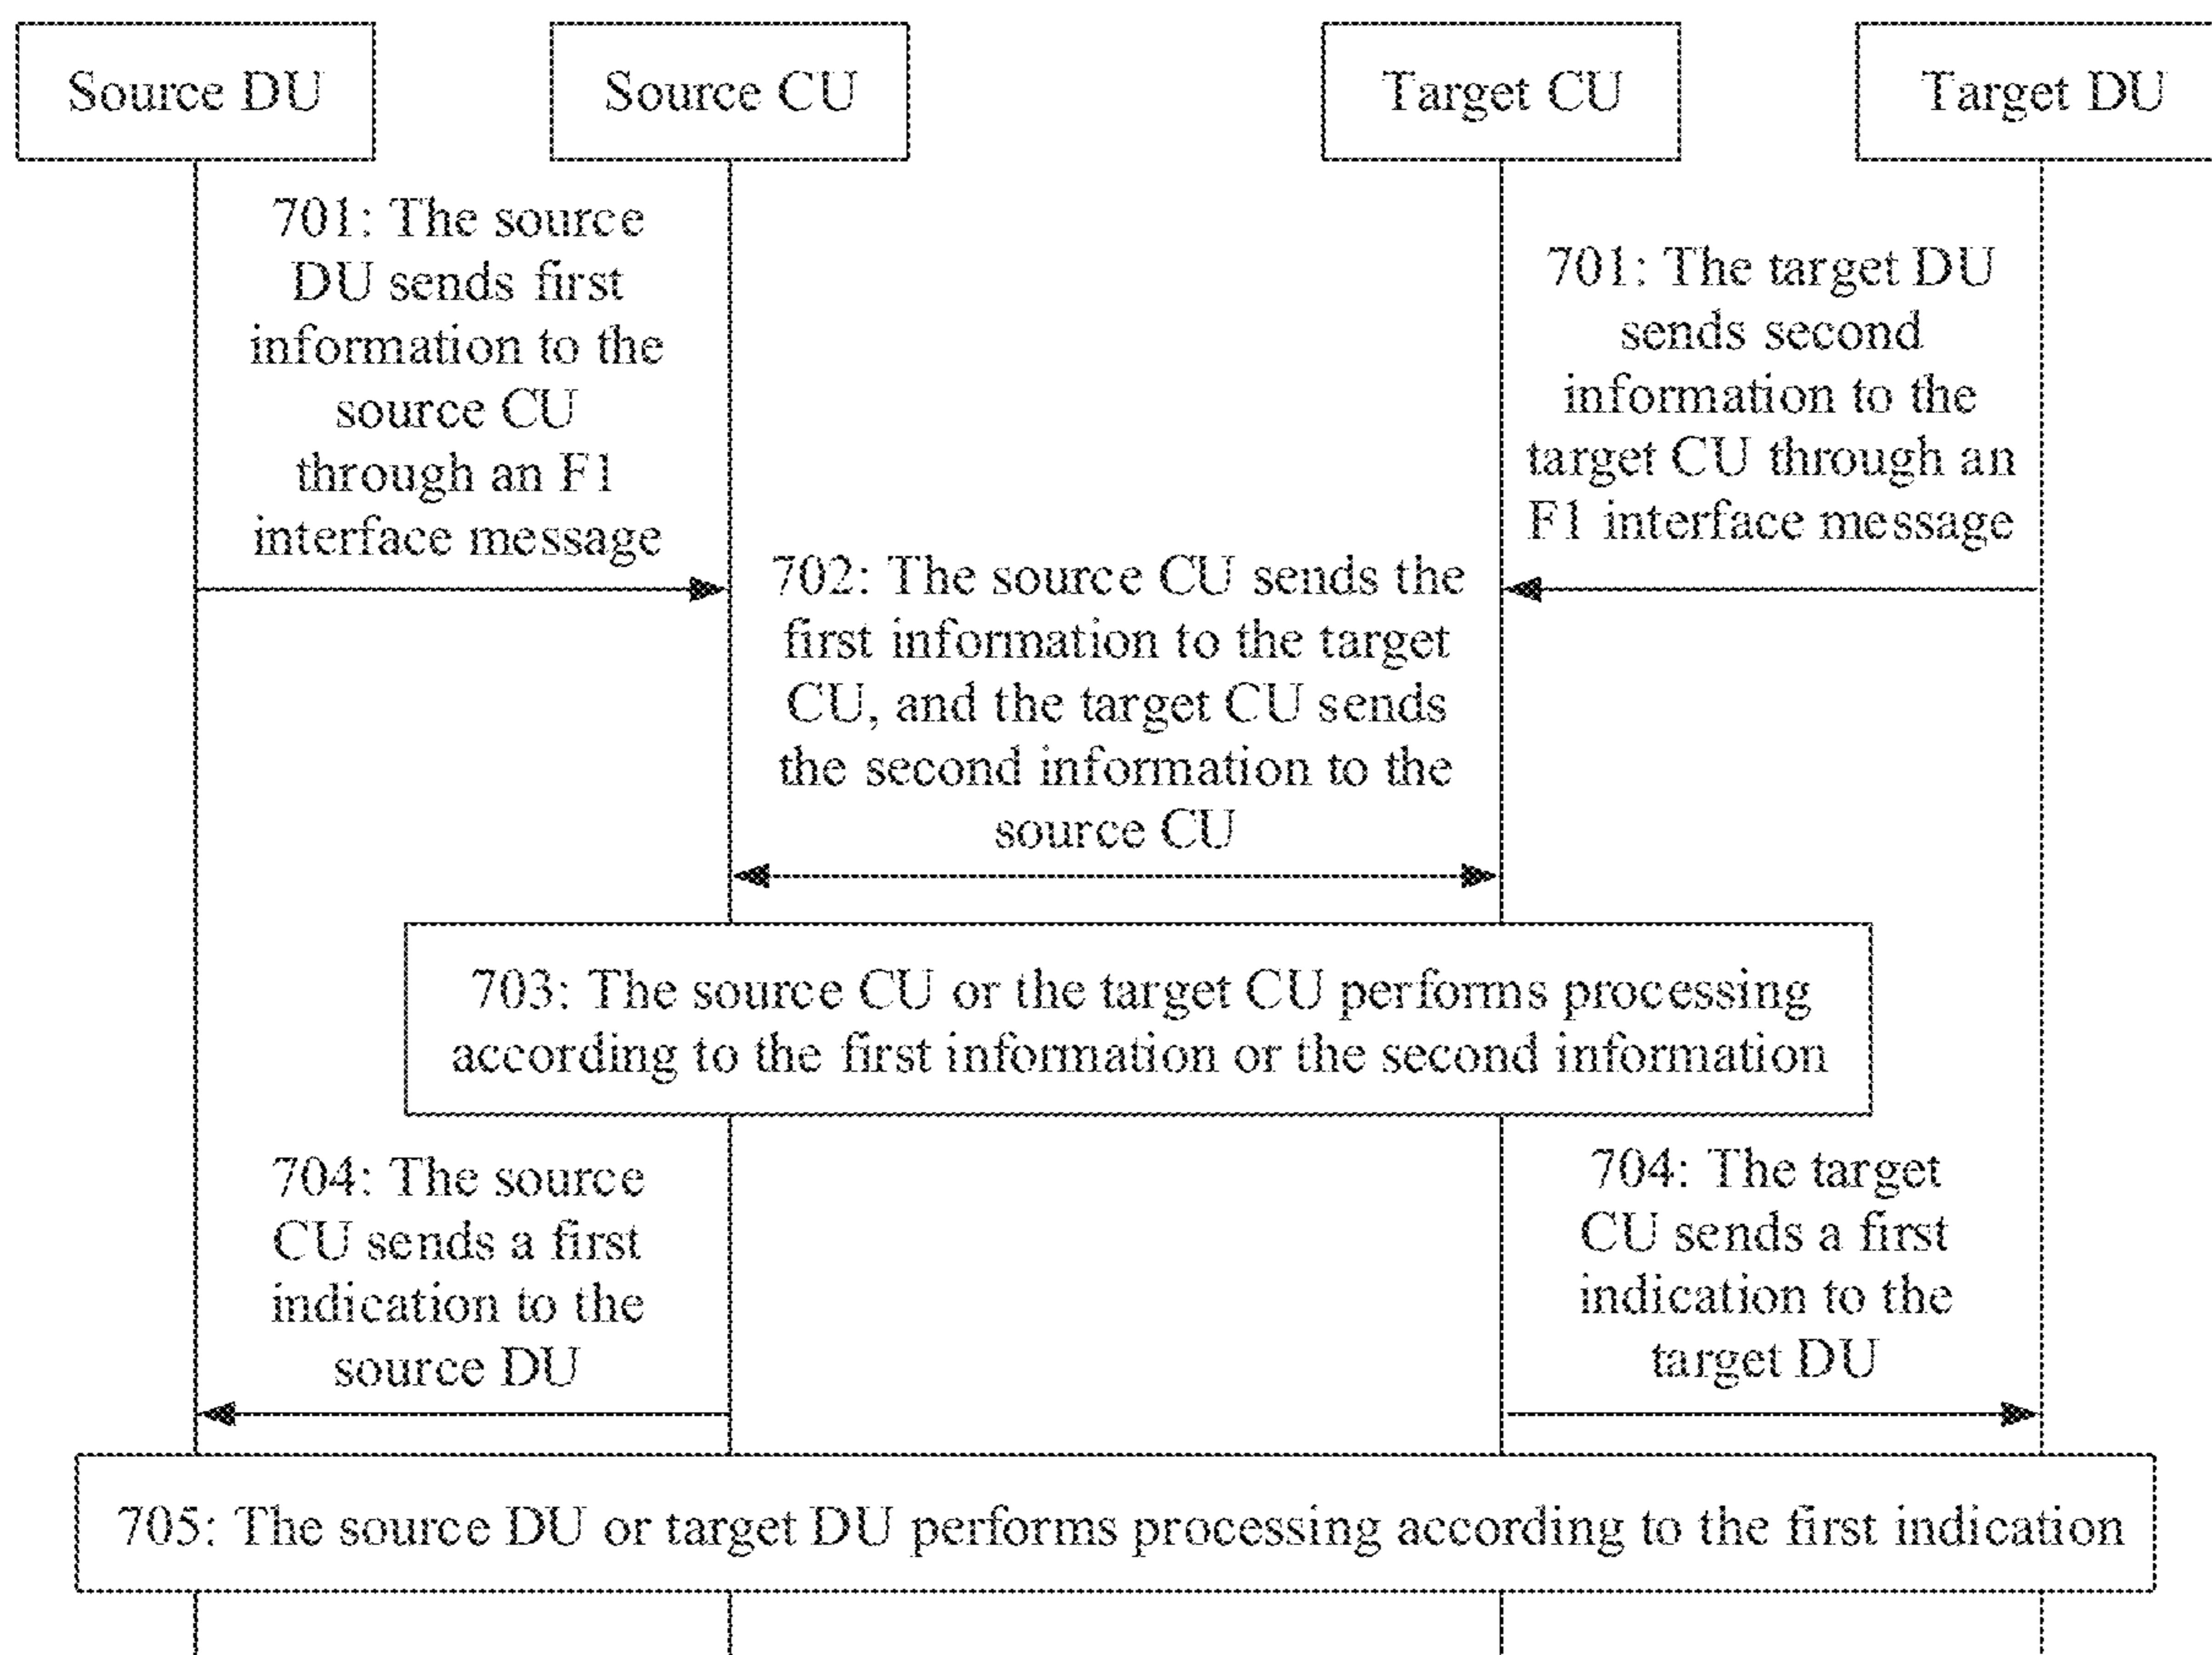 Source DU
Source CU
Target CU
Target DU
701: The source
DU sends first
information to the
source CU
through an F1
interface message
701: The target DU
sends second
information to the
target CU through an
F1 interface message
702: The source CU sends the
first information to the target
CU, and the target CU sends
the second information to the
source CU
703: The source CU or the target CU performs processing
according to the first information or the second information
704: The source
CU sends a first
indication to the
source DU
704: The target
CU sends a first
indication to the
target DU
705: The source DU or target DU performs processing according to the first indication